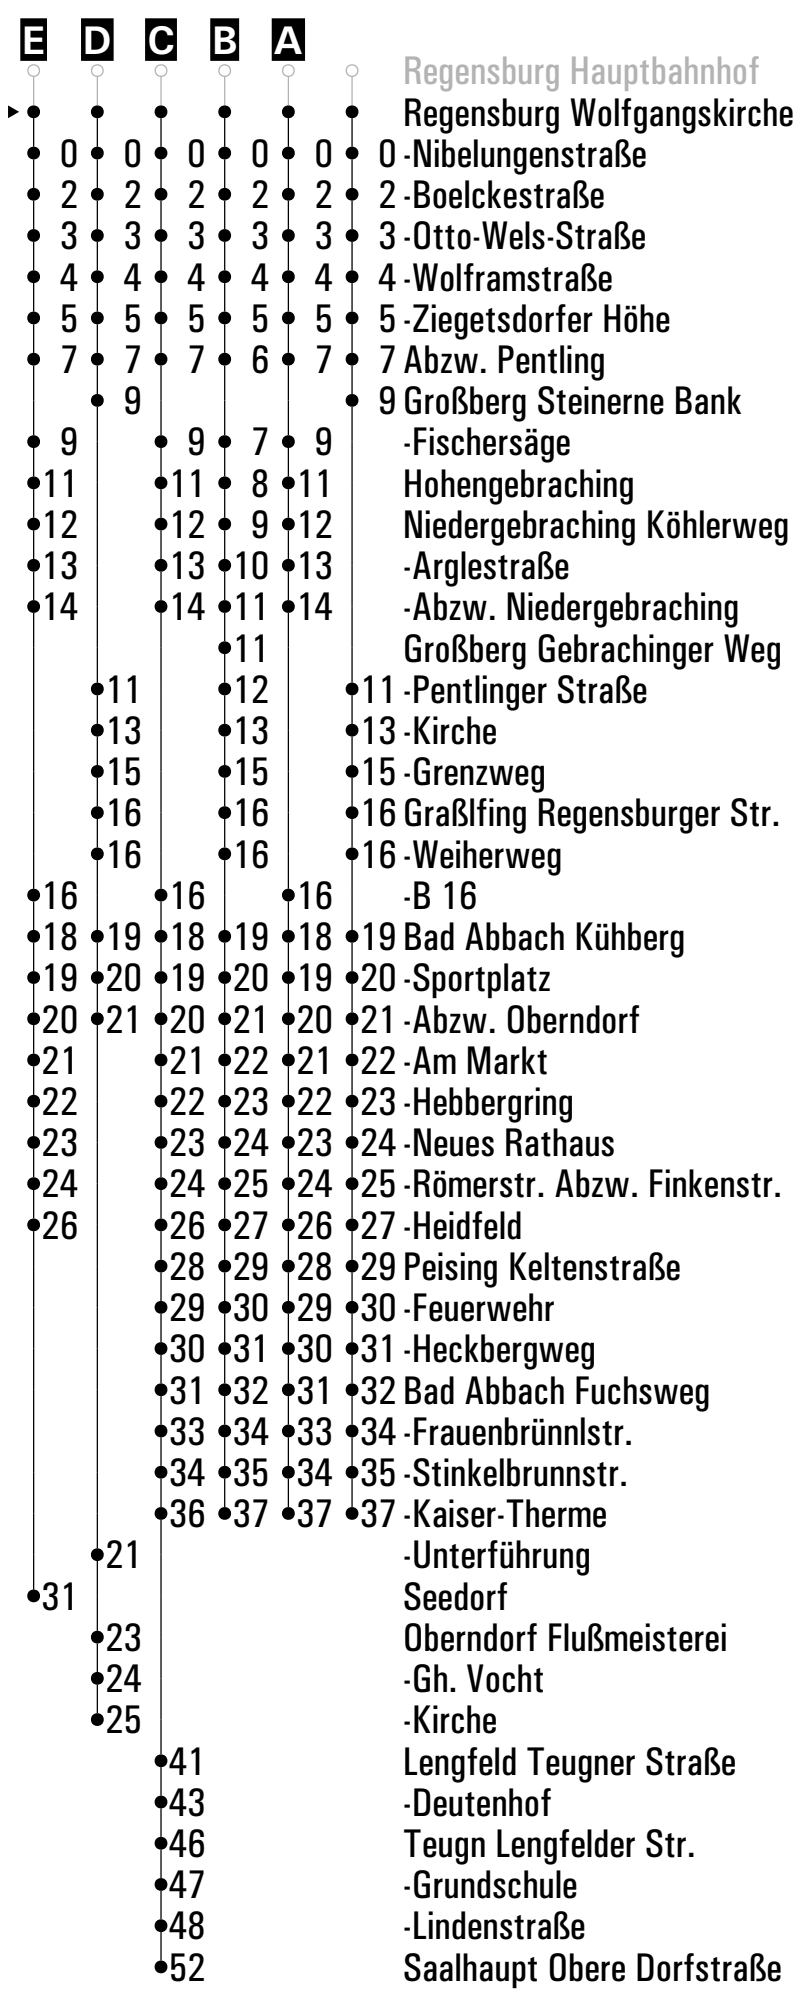 E D C B A
Regensburg Hauptbahnhof
Regensburg Wolfgangskirche
0 0 0 0 0 0 -Nibelungenstraße
2 2 2 2 2 2 -Boelckestraße
3 3 3 3 3 3 -Otto-Wels-Straße
4 4 4 4 4 4 -Wolframstraße
5 5 5 5 5 5 -Ziegetsdorfer Höhe
7 7 7 6 7 7 Abzw. Pentling
9 9 Großberg Steinerne Bank
9 9 7 9 -Fischersäge
11 11 8 11 Hohengebraching
12 12 9 12 Niedergebraching Köhlerweg
13 13 10 13 -Arglestraße
14 14 11 14 -Abzw. Niedergebraching
11 Großberg Gebrachinger Weg
11 12 11 -Pentlinger Straße
13 13 13 -Kirche
15 15 15 -Grenzweg
16 16 16 Graßlfing Regensburger Str.
16 16 16 -Weiherweg
16 16 16 -B 16
18 19 18 19 18 19 Bad Abbach Kühberg
19 20 19 20 19 20 -Sportplatz
20 21 20 21 20 21 -Abzw. Oberndorf
21 21 22 21 22 -Am Markt
22 22 23 22 23 -Hebbergring
23 23 24 23 24 -Neues Rathaus
24 24 25 24 25 -Römerstr. Abzw. Finkenstr.
26 26 27 26 27 -Heidfeld
28 29 28 29 Peising Keltenstraße
29 30 29 30 -Feuerwehr
30 31 30 31 -Heckbergweg
31 32 31 32 Bad Abbach Fuchsweg
33 34 33 34 -Frauenbrünnlstr.
34 35 34 35 -Stinkelbrunnstr.
36 37 37 37 -Kaiser-Therme
21 -Unterführung
31 Seedorf
23 Oberndorf Flußmeisterei
24 -Gh. Vocht
25 -Kirche
41 Lengfeld Teugner Straße
43 -Deutenhof
46 Teugn Lengfelder Str.
47 -Grundschule
48 -Lindenstraße
52 Saalhaupt Obere Dorfstraße